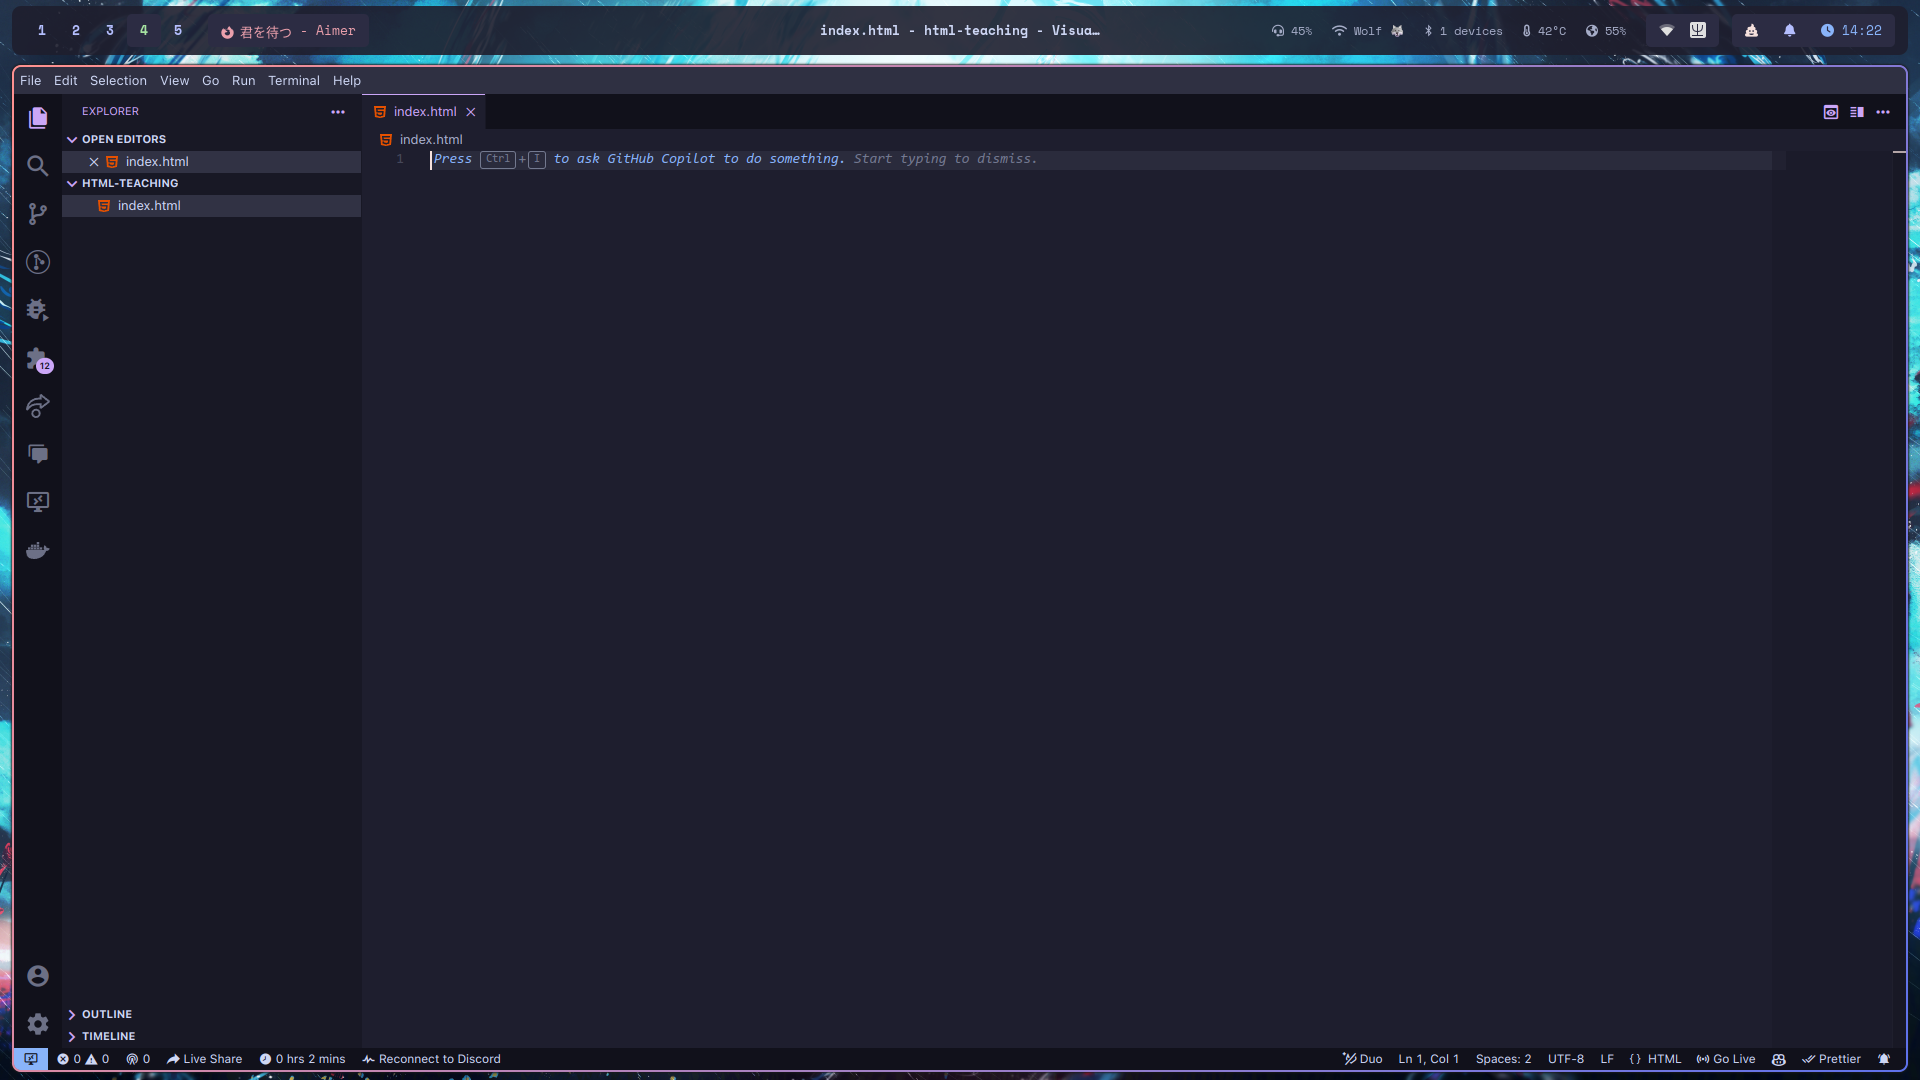 1 2 3 4 5 君を待つ - Aimer
index.html - html-teaching - Visua…
45% Wolf 1 devices 42°C 55% 14:22
File Edit Selection View Go Run Terminal Help
EXPLORER
OPEN EDITORS
index.html
HTML-TEACHING
index.html
12
OUTLINE
TIMELINE
index.html
index.html
1 Press Ctrl+I to ask GitHub Copilot to do something. Start typing to dismiss.
0 0 0 Live Share 0 hrs 2 mins Reconnect to Discord
Duo Ln 1, Col 1 Spaces: 2 UTF-8 LF {} HTML Go Live Prettier